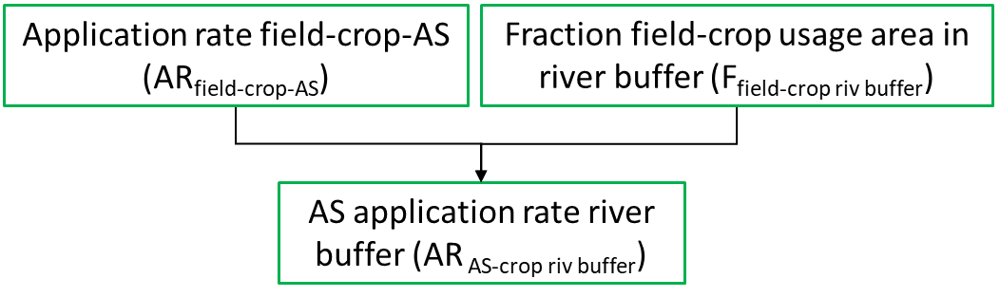 Application rate field-crop-AS
(ARfield-crop-AS)
Fraction field-crop usage area in
river buffer (Ffield-crop riv buffer)
AS application rate river
buffer (AR AS-crop riv buffer)